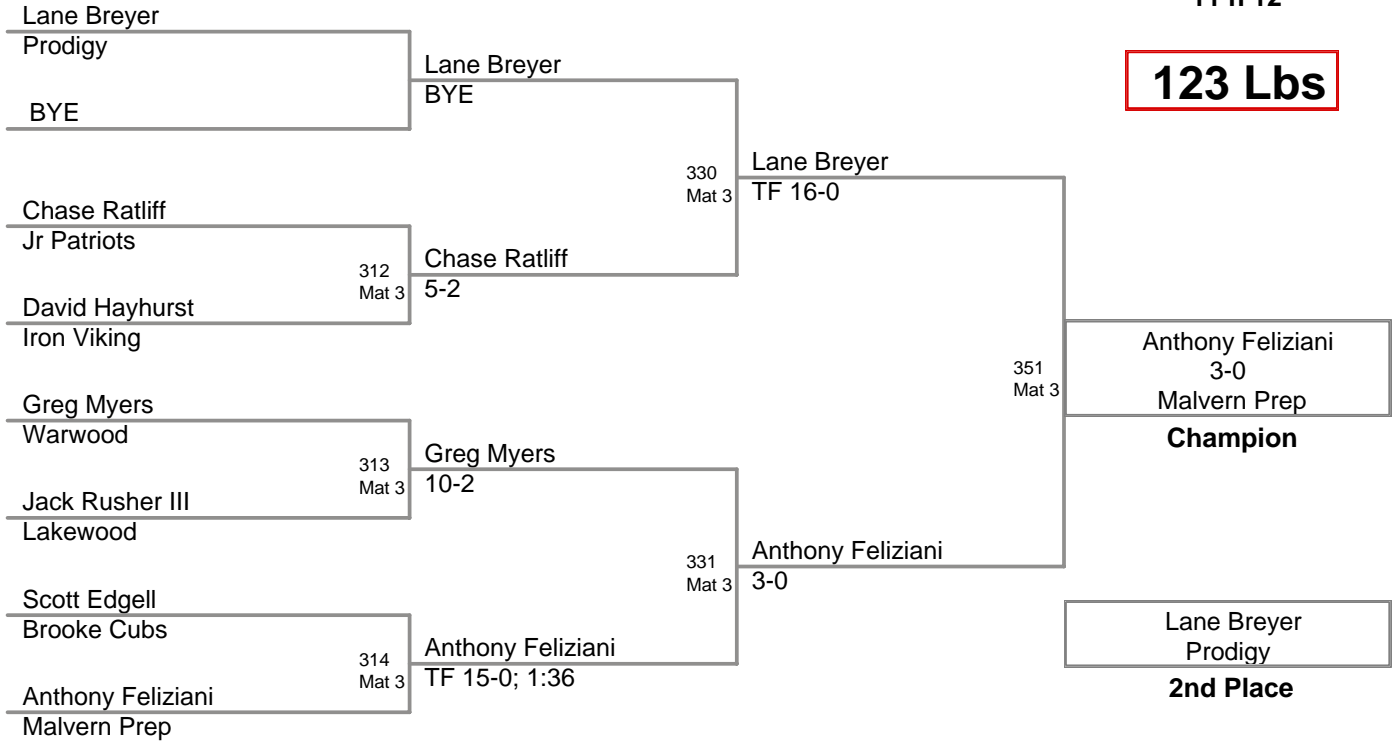 Lane Breyer
Prodigy
BYE
Chase Ratliff
Jr Patriots
David Hayhurst
Iron Viking
Greg Myers
Warwood
Jack Rusher III
Lakewood
Scott Edgell
Brooke Cubs
Anthony Feliziani
Malvern Prep
312
Mat 3
313
Mat 3
314
Mat 3
Lane Breyer
BYE
Chase Ratliff
5-2
Greg Myers
10-2
Anthony Feliziani
TF 15-0; 1:36
330
Mat 3
331
Mat 3
Lane Breyer
TF 16-0
Anthony Feliziani
3-0
351
Mat 3
123 Lbs
Anthony Feliziani
3-0
Malvern Prep
Champion
Lane Breyer
Prodigy
2nd Place